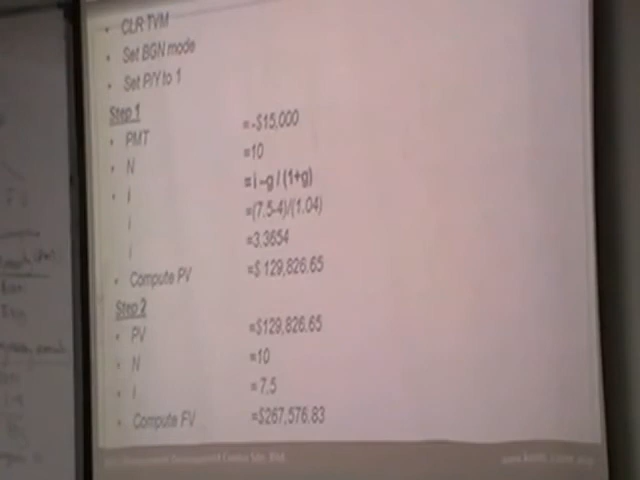 • CLR TVM
• Set BGN mode
• Set P/Y to 1
Step 1
• PMT =-$15,000
• N =10
• I =i–g / (1+g)
I =(7.5-4)/(1.04)
I =3.3654
• Compute PV =$ 129,826.65
Step 2
• PV =$129,826.65
• N =10
• I = 7.5
• Compute FV =$267,576.83